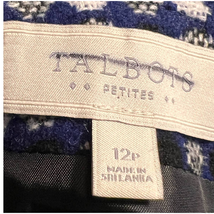 TALBOTS
PETITES
12P
MADE IN
SRI LANKA